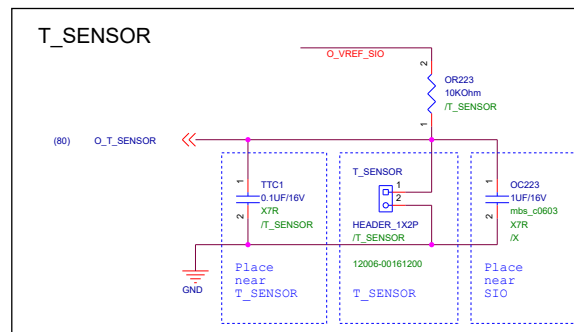 T_SENSOR
O_VREF_SIO
2
OR223
10KOhm
/T_SENSOR
1
(80) O_T_SENSOR
1
TTC1
0.1UF/16V
2
X7R
/T_SENSOR
T_SENSOR
1
2
HEADER_1X2P
/T_SENSOR
12006-00161200
1
OC223
1UF/16V
2
mbs_c0603
X7R
/X
GND
Place
near
T_SENSOR
T_SENSOR
Place
near
SIO